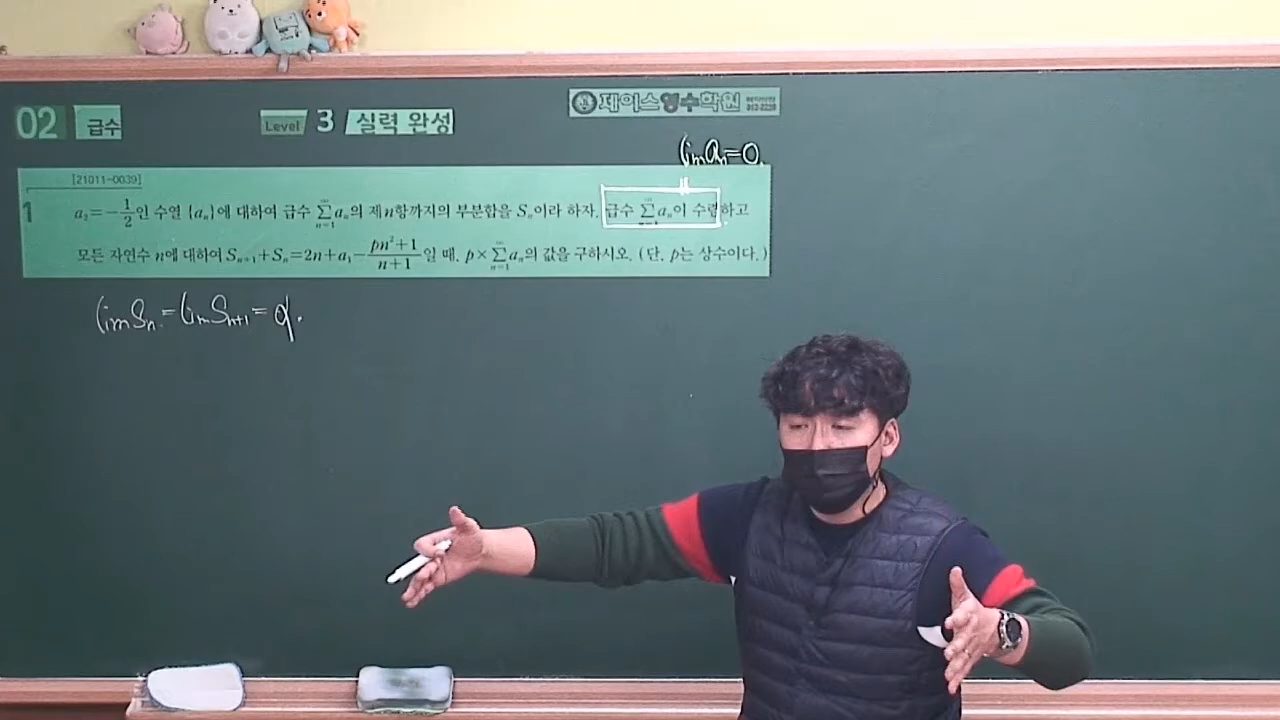 02 급수
Level 3 실력 완성
제이스영수학원
lim aₙ=0.
[21011-0039]
1 a₂=-1/2인 수열 {aₙ}에 대하여 급수 ∑_{n=1}^{∞} aₙ의 제n항까지의 부분합을 Sₙ이라 하자. 급수 ∑_{n=1}^{∞} aₙ이 수렴하고
모든 자연수 n에 대하여 Sₙ₊₁+Sₙ=2n+a₁-(pn²+1)/(n+1)일 때, p×∑_{n=1}^{∞} aₙ의 값을 구하시오. (단, p는 상수이다.)
lim Sₙ = lim Sₙ₊₁ = α.